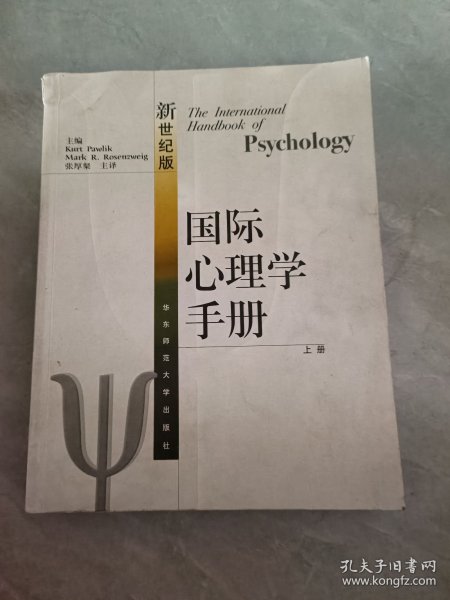 新世纪版
The International
Handbook of
Psychology
主编
Kurt Pawlik
Mark R. Rosenzweig
张厚粲 主译
国际
心理学
手册
上册
华东师范大学出版社
ψ
孔夫子旧书网
www.kongfz.com